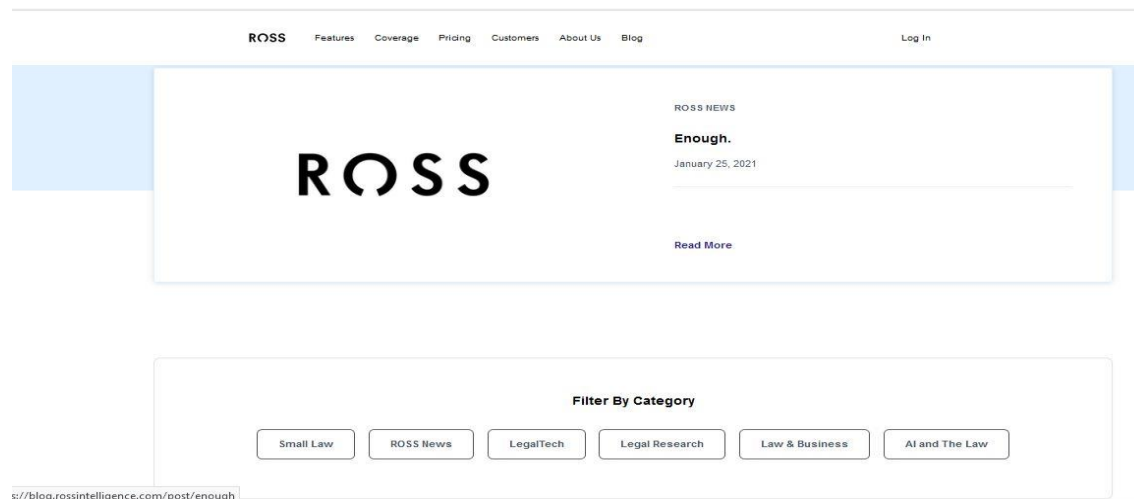 ROSS Features Coverage Pricing Customers About Us Blog Log In
ROSS
ROSS NEWS
Enough.
January 25, 2021
Read More
Filter By Category
Small Law ROSS News LegalTech Legal Research Law & Business AI and The Law
s://blog.rossintelligence.com/post/enough